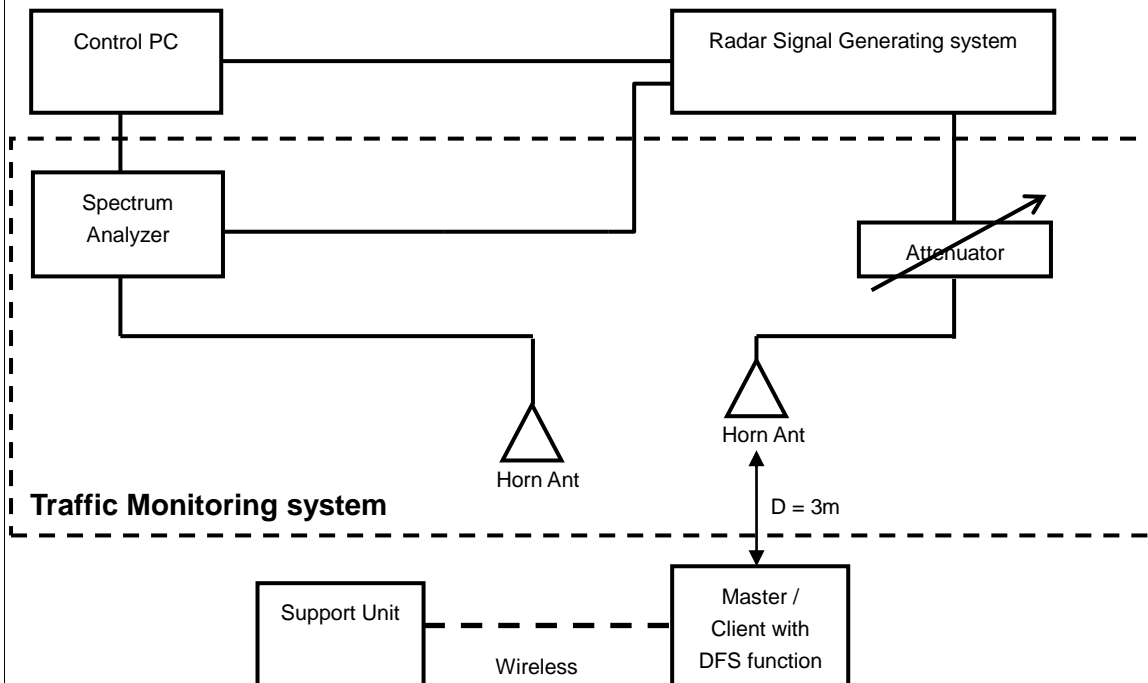 Control PC
Radar Signal Generating system
Spectrum
Analyzer
Attenuator
Horn Ant
Horn Ant
Traffic Monitoring system
D = 3m
Support Unit
Wireless
Master /
Client with
DFS function